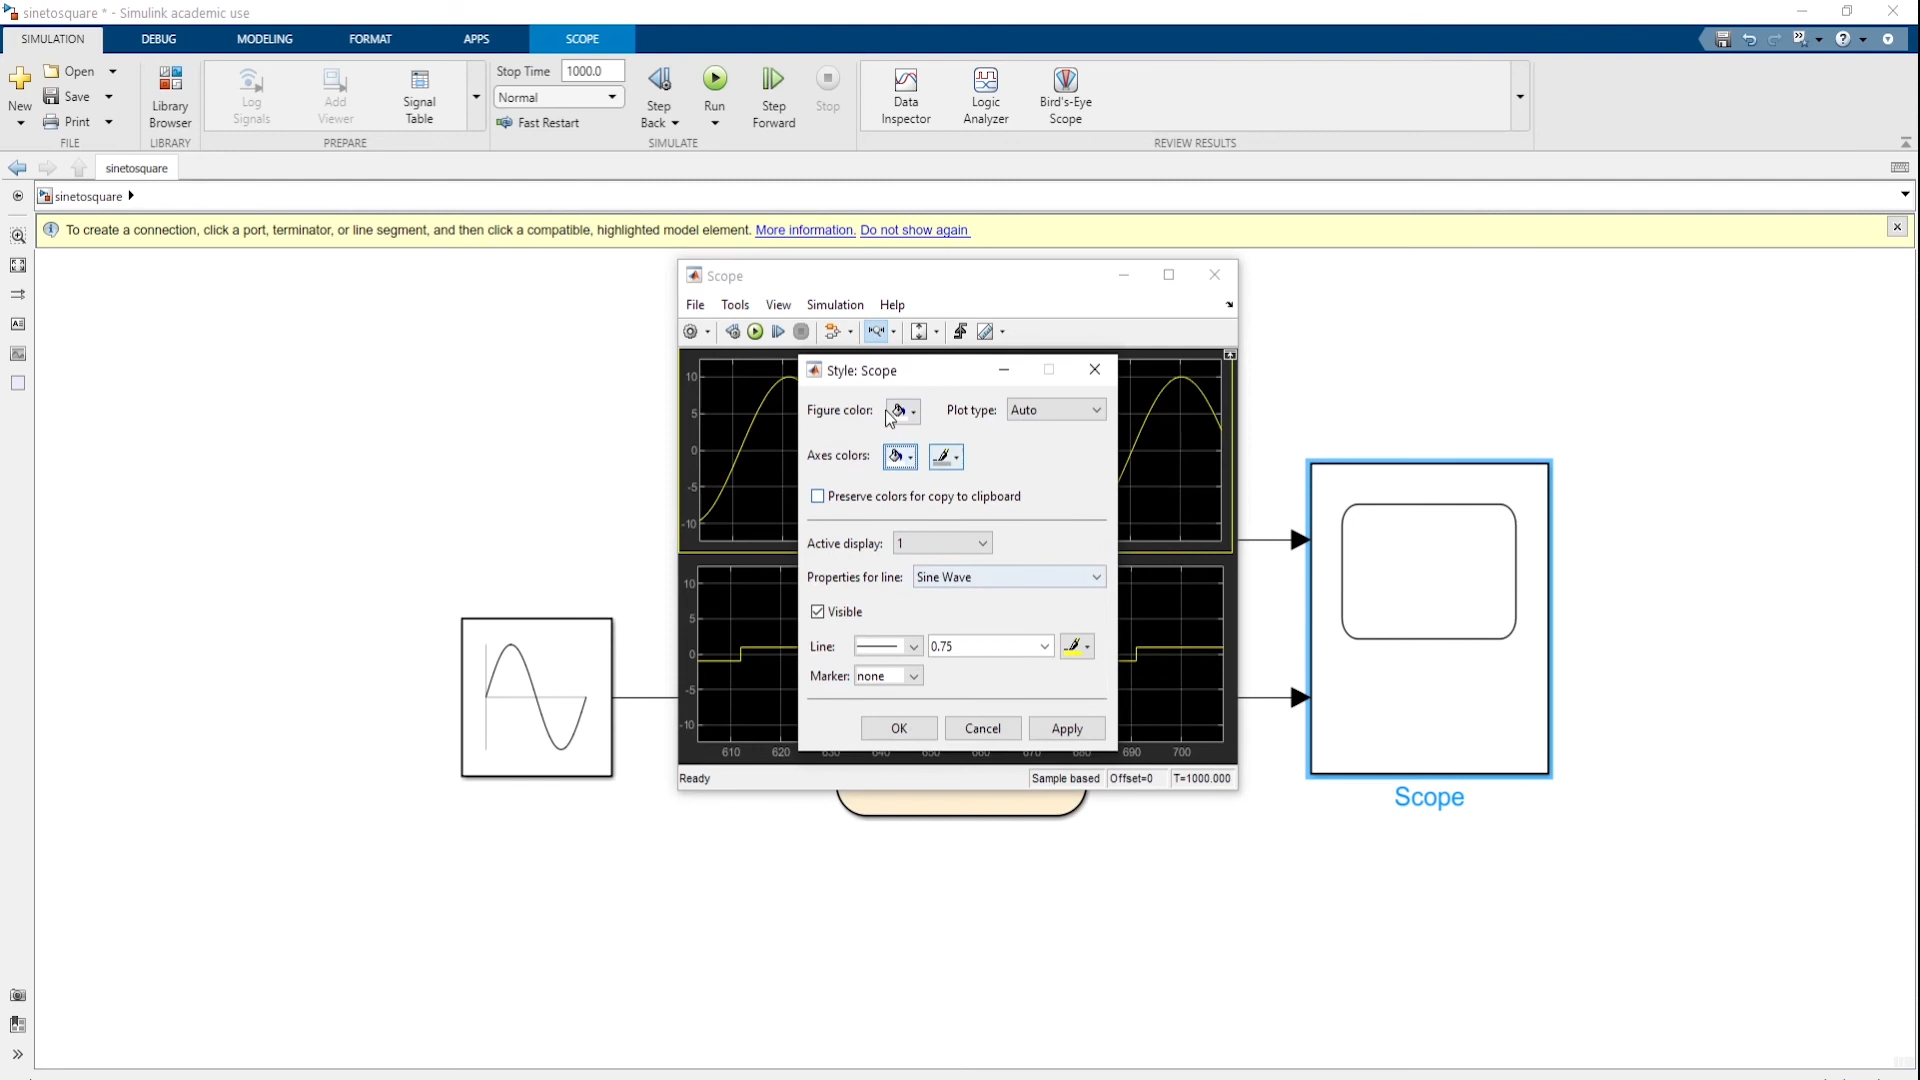 sinetosquare * - Simulink academic use
SIMULATION DEBUG MODELING FORMAT APPS SCOPE
New
Open
Save
Print
FILE
Library
Browser
LIBRARY
Log
Signals
Add
Viewer
Signal
Table
PREPARE
Stop Time 1000.0
Normal
Fast Restart
Step
Back
Run
Step
Forward
Stop
SIMULATE
Data
Inspector
Logic
Analyzer
Bird's-Eye
Scope
REVIEW RESULTS
sinetosquare
sinetosquare
To create a connection, click a port, terminator, or line segment, and then click a compatible, highlighted model element. More information. Do not show again
Scope
File Tools View Simulation Help
10
5
0
-5
-10
10
5
0
-5
-10
610 620 630 640 650 660 670 680 690 700
Style: Scope
Figure color: Plot type: Auto
Axes colors:
Preserve colors for copy to clipboard
Active display: 1
Properties for line: Sine Wave
Visible
Line: 0.75
Marker: none
OK Cancel Apply
Ready Sample based Offset=0 T=1000.000
Scope